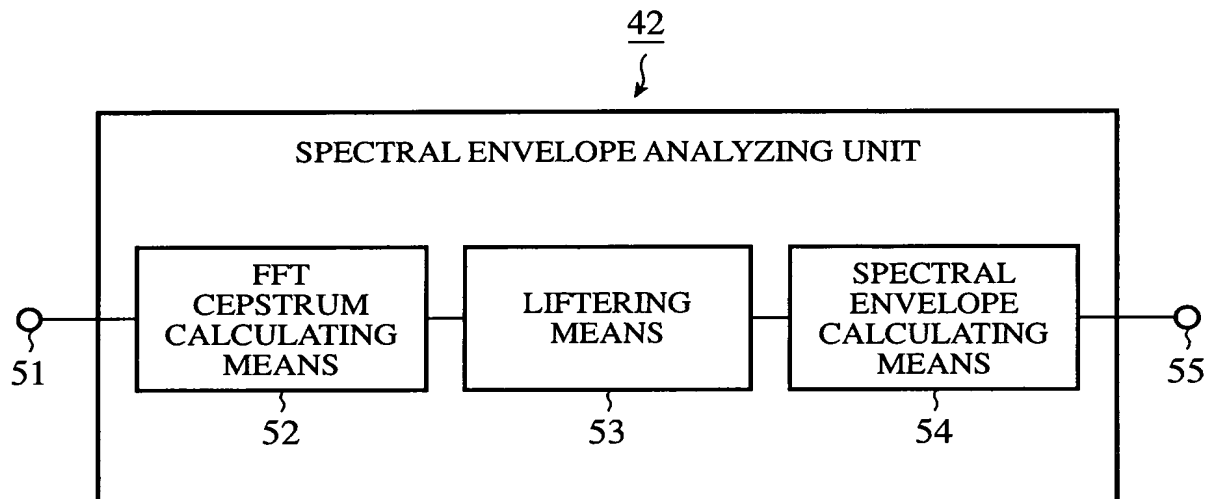 42
SPECTRAL ENVELOPE ANALYZING UNIT
FFT
CEPSTRUM
CALCULATING
MEANS
LIFTERING
MEANS
SPECTRAL
ENVELOPE
CALCULATING
MEANS
51
52
53
54
55